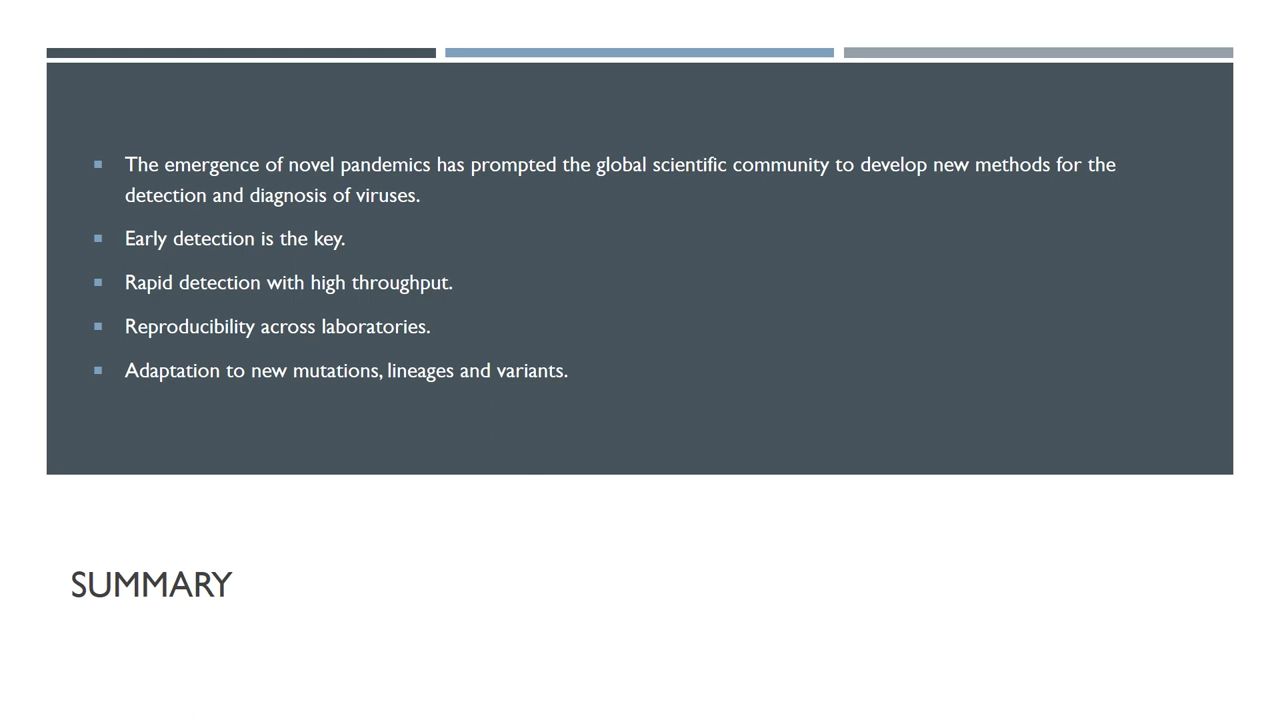 The emergence of novel pandemics has prompted the global scientific community to develop new methods for the
detection and diagnosis of viruses.
Early detection is the key.
Rapid detection with high throughput.
Reproducibility across laboratories.
Adaptation to new mutations, lineages and variants.
SUMMARY